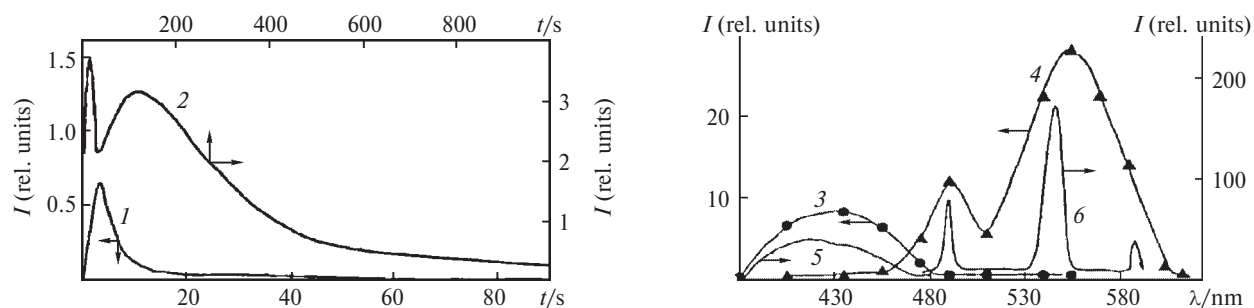 200 400 600 800 t/s
I (rel. units)
1.5
1.0
0.5
1
2
3
2
1
I (rel. units)
20 40 60 80 t/s
I (rel. units) I (rel. units)
20
10
3
4
5
6
200
100
430 480 530 580 λ/nm